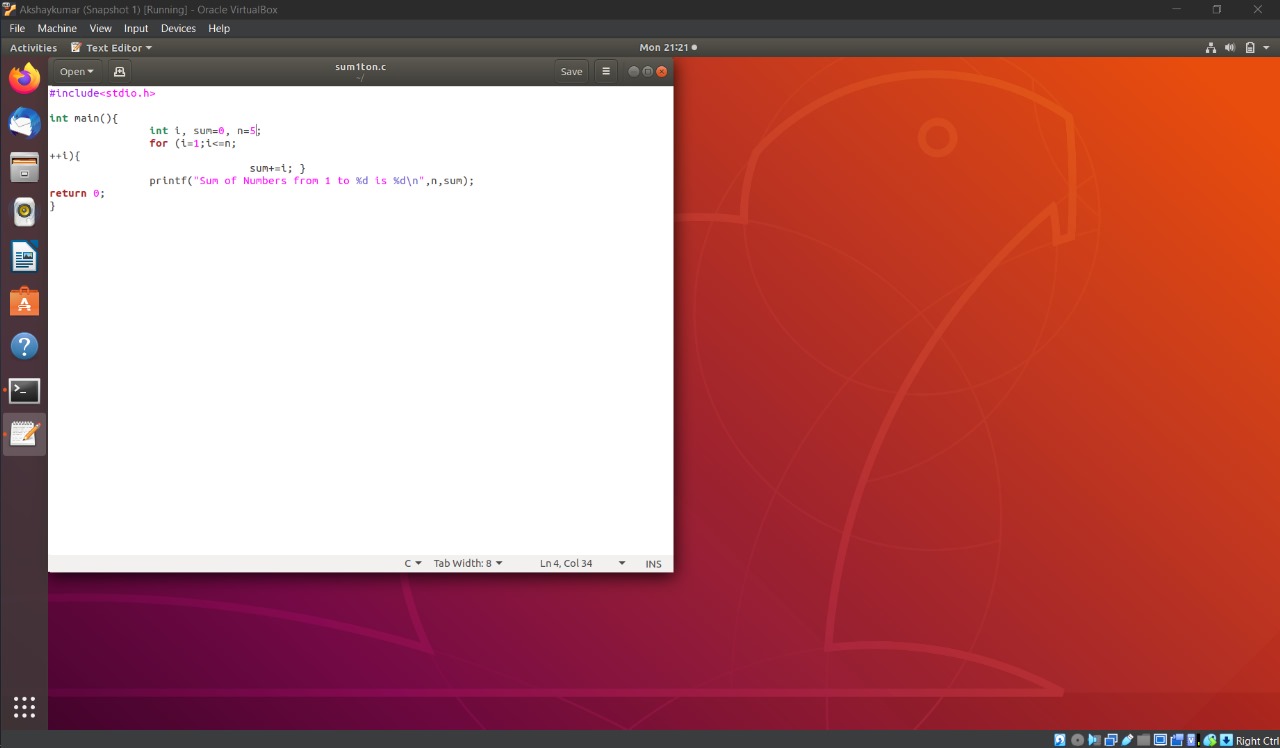 Akshaykumar (Snapshot 1) [Running] - Oracle VirtualBox
File Machine View Input Devices Help
Activities Text Editor Mon 21:21
Open sum1ton.c Save
~/
#include<stdio.h>
int main(){
int i, sum=0, n=5;
for (i=1;i<=n;
++i){
sum+=i; }
printf("Sum of Numbers from 1 to %d is %d\n",n,sum);
return 0;
}
C Tab Width: 8 Ln 4, Col 34 INS
Right Ctrl